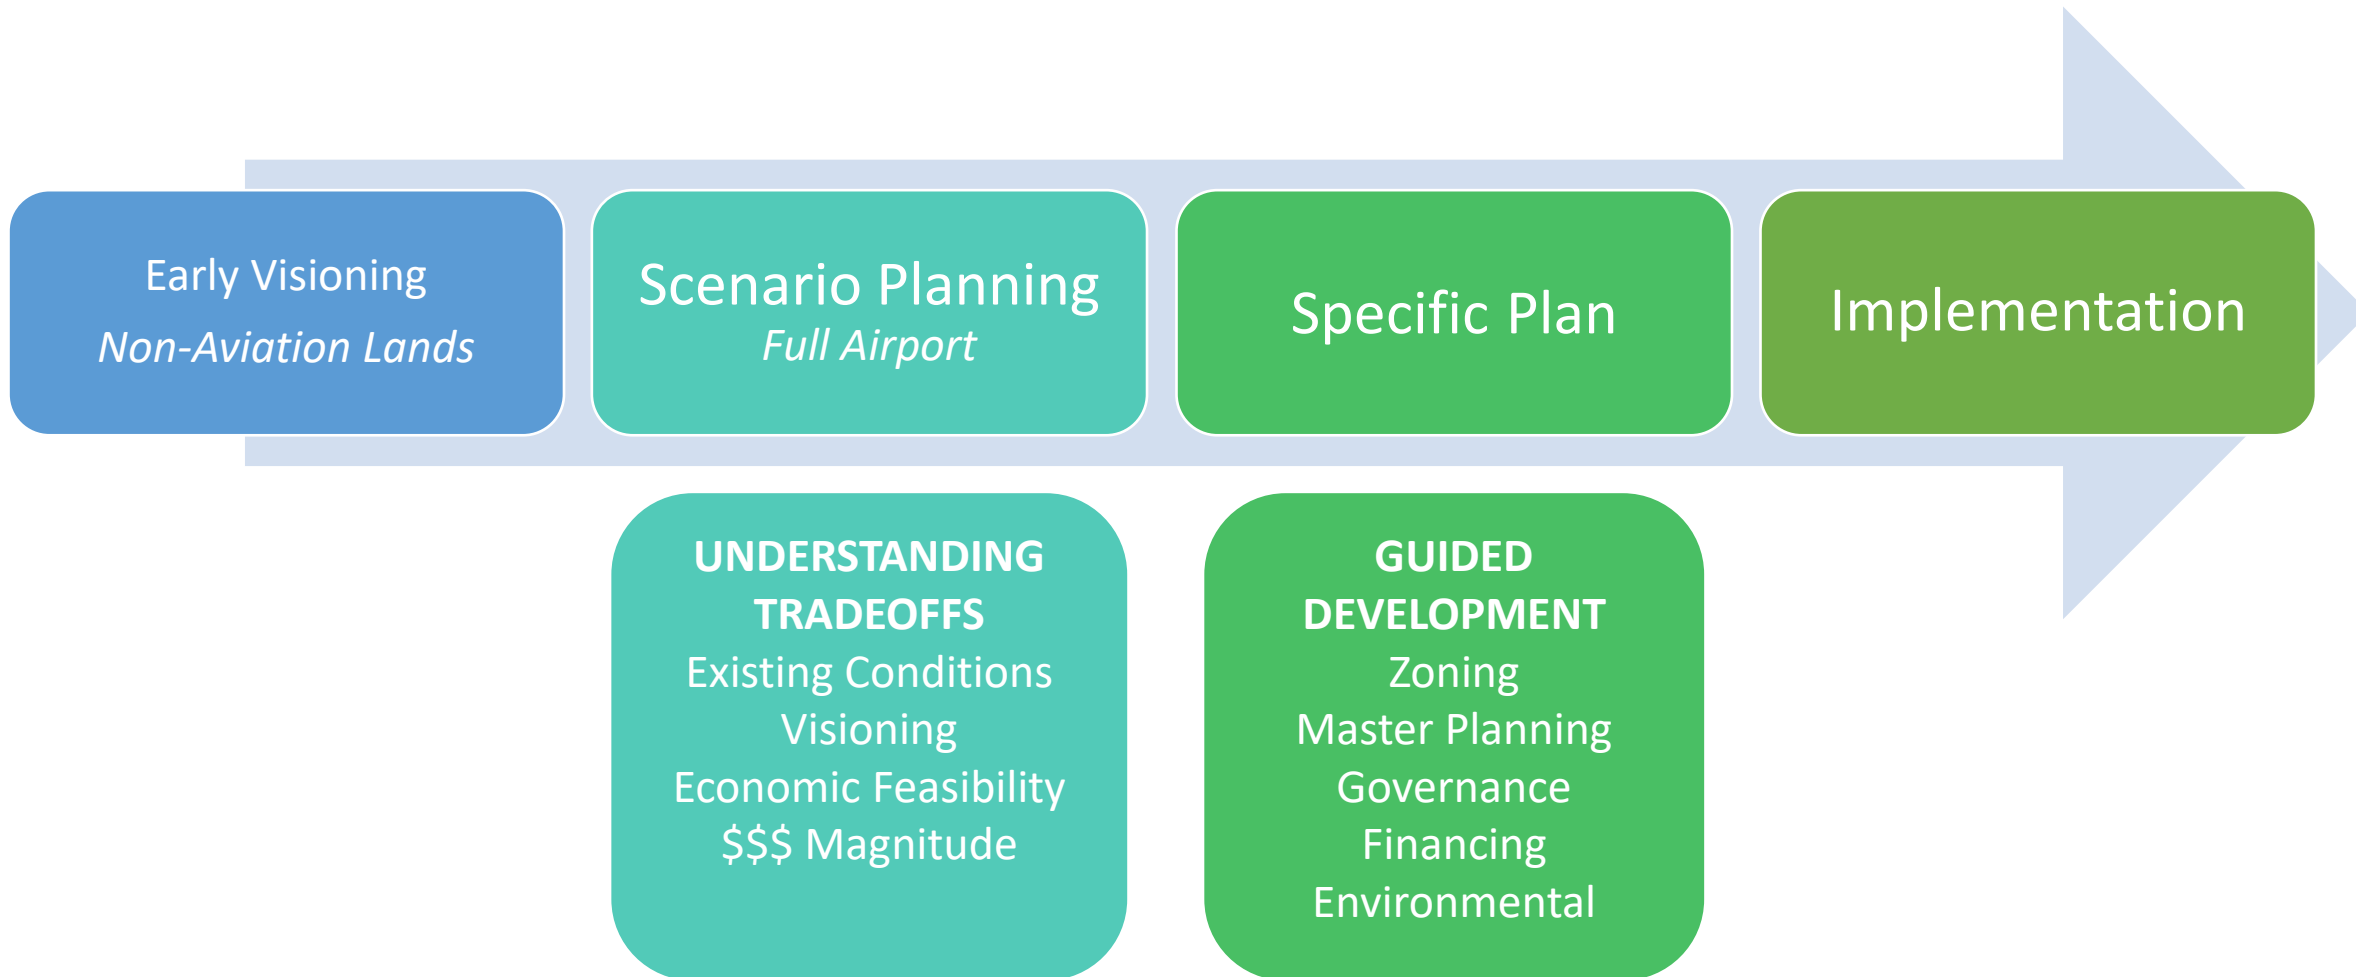 Early Visioning
Non-Aviation Lands
Scenario Planning
Full Airport
Specific Plan
Implementation
UNDERSTANDING
TRADEOFFS
Existing Conditions
Visioning
Economic Feasibility
$$$ Magnitude
GUIDED
DEVELOPMENT
Zoning
Master Planning
Governance
Financing
Environmental